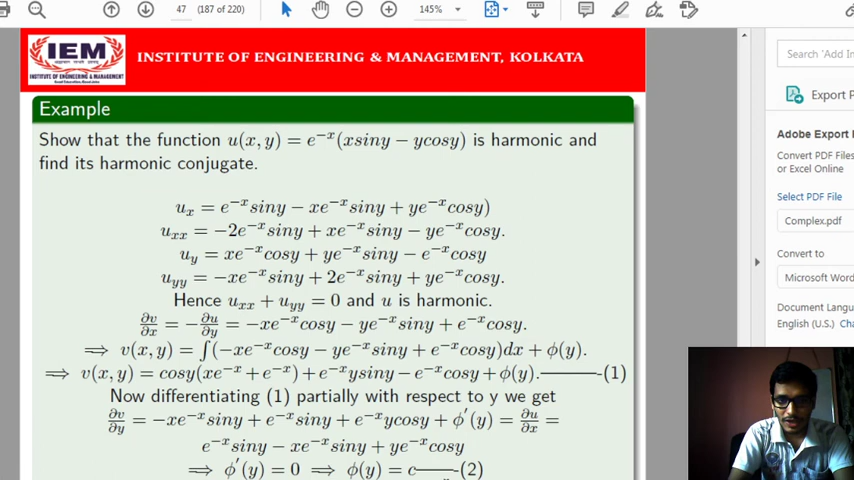 47 (187 of 220) 145%
IEM
INSTITUTE OF ENGINEERING & MANAGEMENT, KOLKATA
Search 'Add In
Example
Export P
Show that the function u(x, y) = e^{−x}(xsiny − ycosy) is harmonic and
find its harmonic conjugate.
u_x = e^{−x}siny − xe^{−x}siny + ye^{−x}cosy)
u_{xx} = −2e^{−x}siny + xe^{−x}siny − ye^{−x}cosy.
u_y = xe^{−x}cosy + ye^{−x}siny − e^{−x}cosy
u_{yy} = −xe^{−x}siny + 2e^{−x}siny + ye^{−x}cosy.
Hence u_{xx} + u_{yy} = 0 and u is harmonic.
∂v/∂x = −∂u/∂y = −xe^{−x}cosy − ye^{−x}siny + e^{−x}cosy.
⟹ v(x, y) = ∫(−xe^{−x}cosy − ye^{−x}siny + e^{−x}cosy)dx + ϕ(y).
⟹ v(x, y) = cosy(xe^{−x} + e^{−x}) + e^{−x}ysiny − e^{−x}cosy + ϕ(y).———-(1)
Now differentiating (1) partially with respect to y we get
∂v/∂y = −xe^{−x}siny + e^{−x}siny + e^{−x}ycosy + ϕ′(y) = ∂u/∂x =
e^{−x}siny − xe^{−x}siny + ye^{−x}cosy
⟹ ϕ′(y) = 0 ⟹ ϕ(y) = c——-(2)
Adobe Export P
Convert PDF Files
or Excel Online
Select PDF File
Complex.pdf
Convert to
Microsoft Word
Document Langua
English (U.S.) Cha